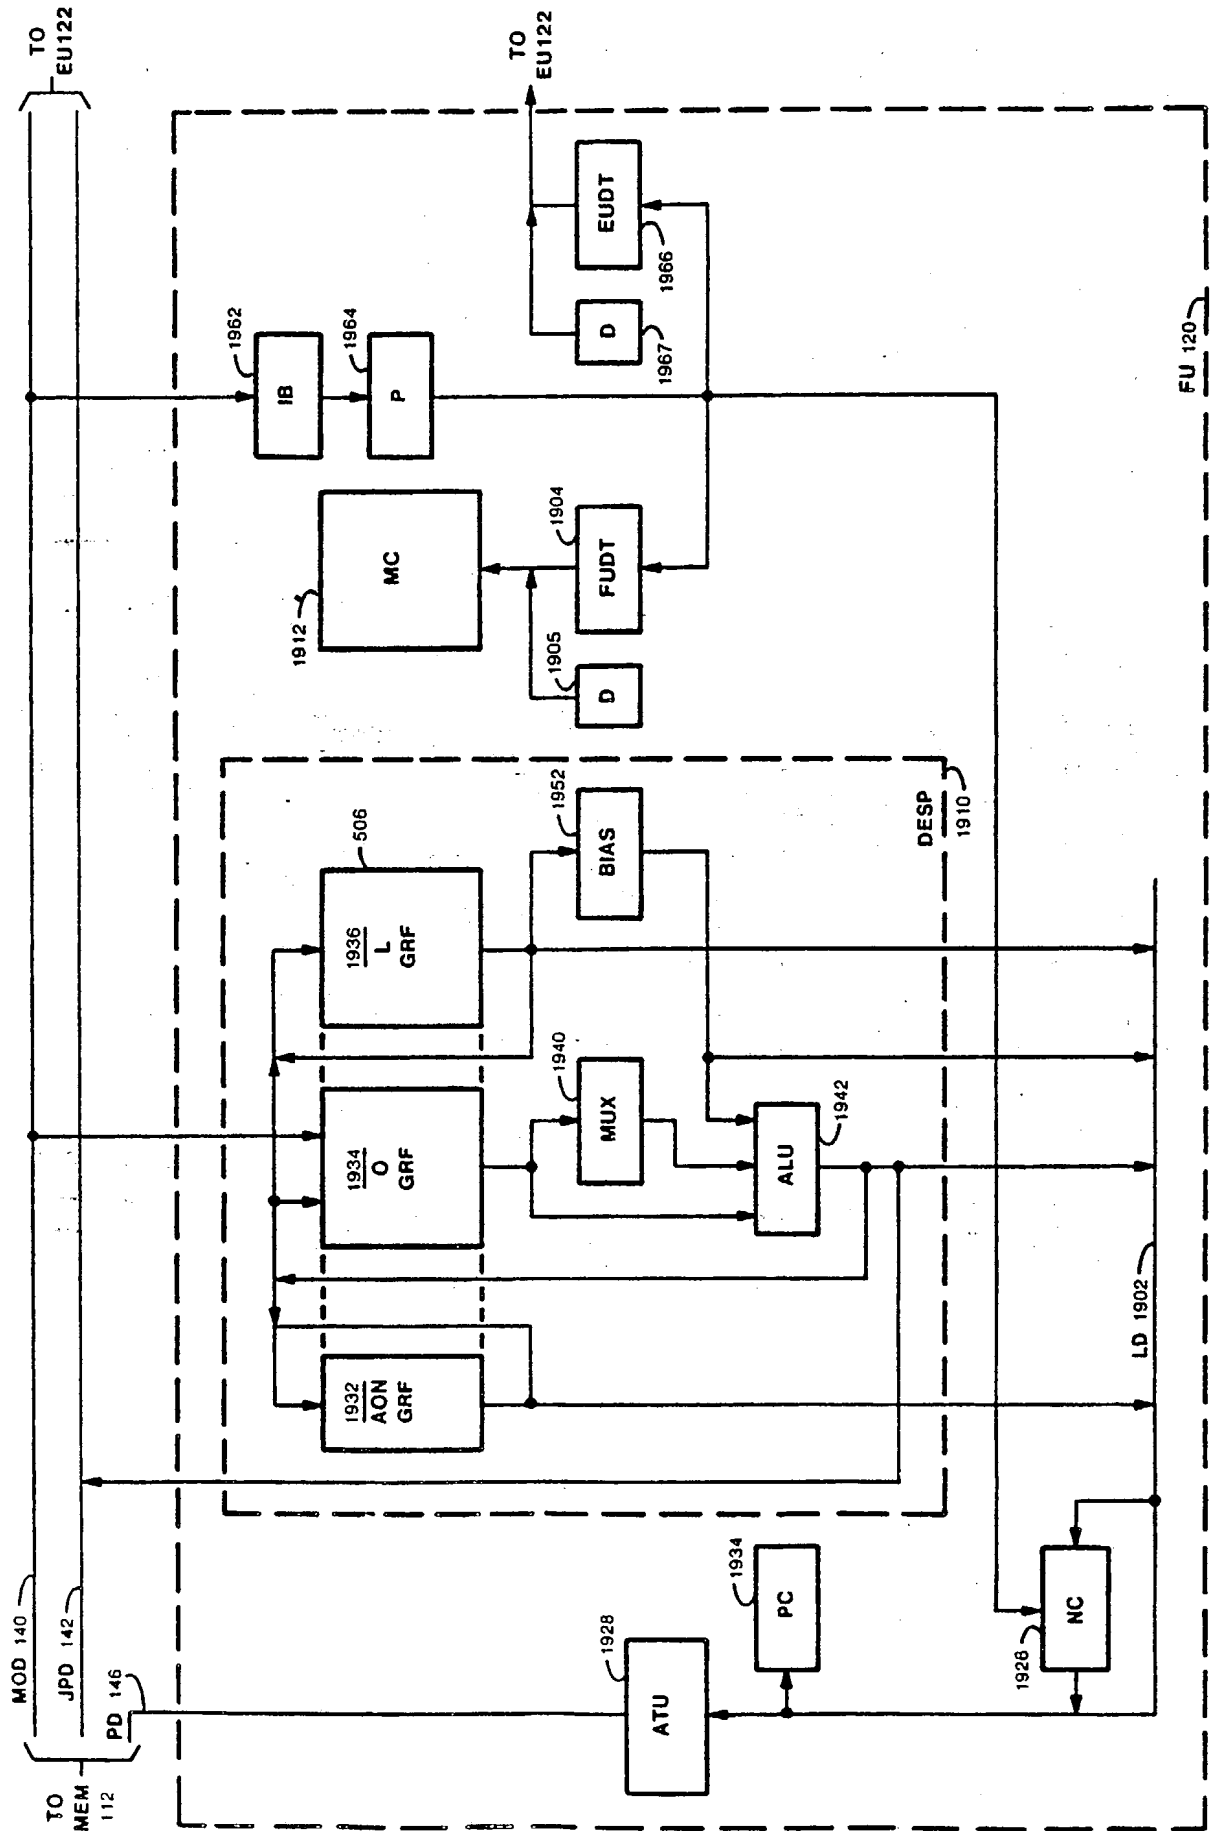 TO
MEM
112
MOD 140
JPD 142
PD 146
TO
EU122
TO
EU122
1962
IB
1964
P
1912
MC
1904
FUDT
1905
D
EUDT
1966
D
1967
506
1936
L
GRF
1934
O
GRF
1932
AON
GRF
1952
BIAS
1940
MUX
ALU
1942
DESP
1910
1928
ATU
1934
PC
1926
NC
LD 1902
FU 120